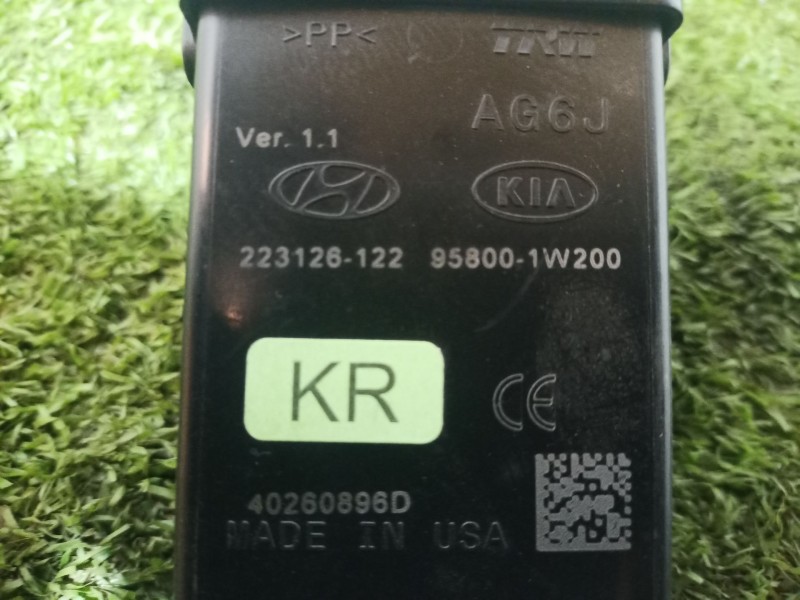 >PP< TRW
AG6J
Ver. 1.1
KIA
223126-122 95800-1W200
KR
CE
40260896D
MADE IN USA